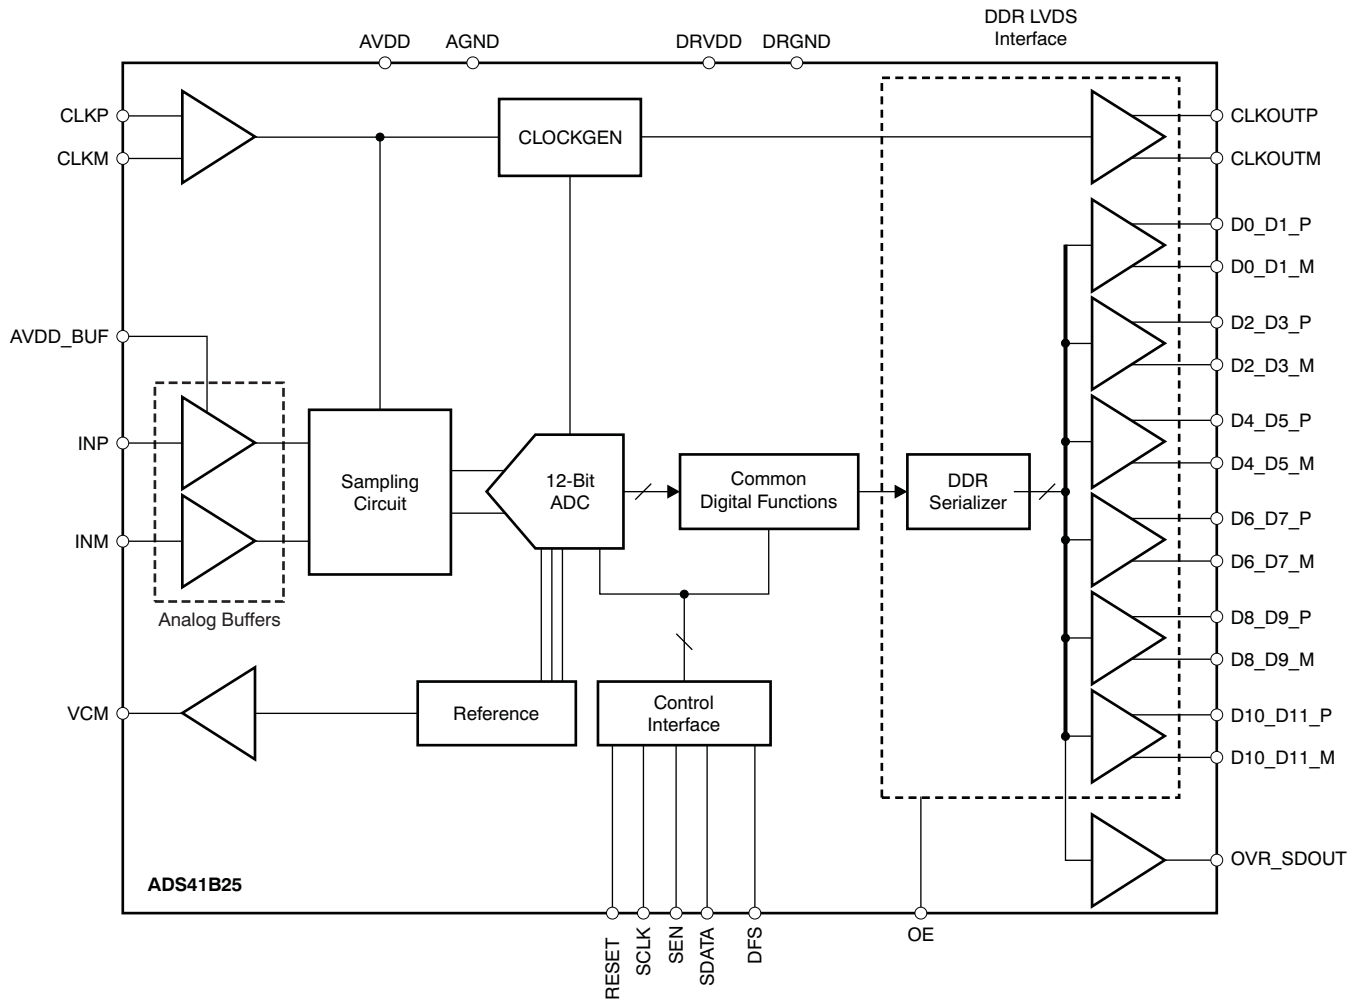 DDR LVDS
Interface
AVDD
AGND
DRVDD
DRGND
CLKP
CLKM
CLOCKGEN
CLKOUTP
CLKOUTM
D0_D1_P
D0_D1_M
AVDD_BUF
D2_D3_P
D2_D3_M
INP
INM
Analog Buffers
Sampling
Circuit
12-Bit
ADC
Common
Digital Functions
DDR
Serializer
D4_D5_P
D4_D5_M
D6_D7_P
D6_D7_M
D8_D9_P
D8_D9_M
VCM
Reference
Control
Interface
D10_D11_P
D10_D11_M
OVR_SDOUT
ADS41B25
RESET
SCLK
SEN
SDATA
DFS
OE